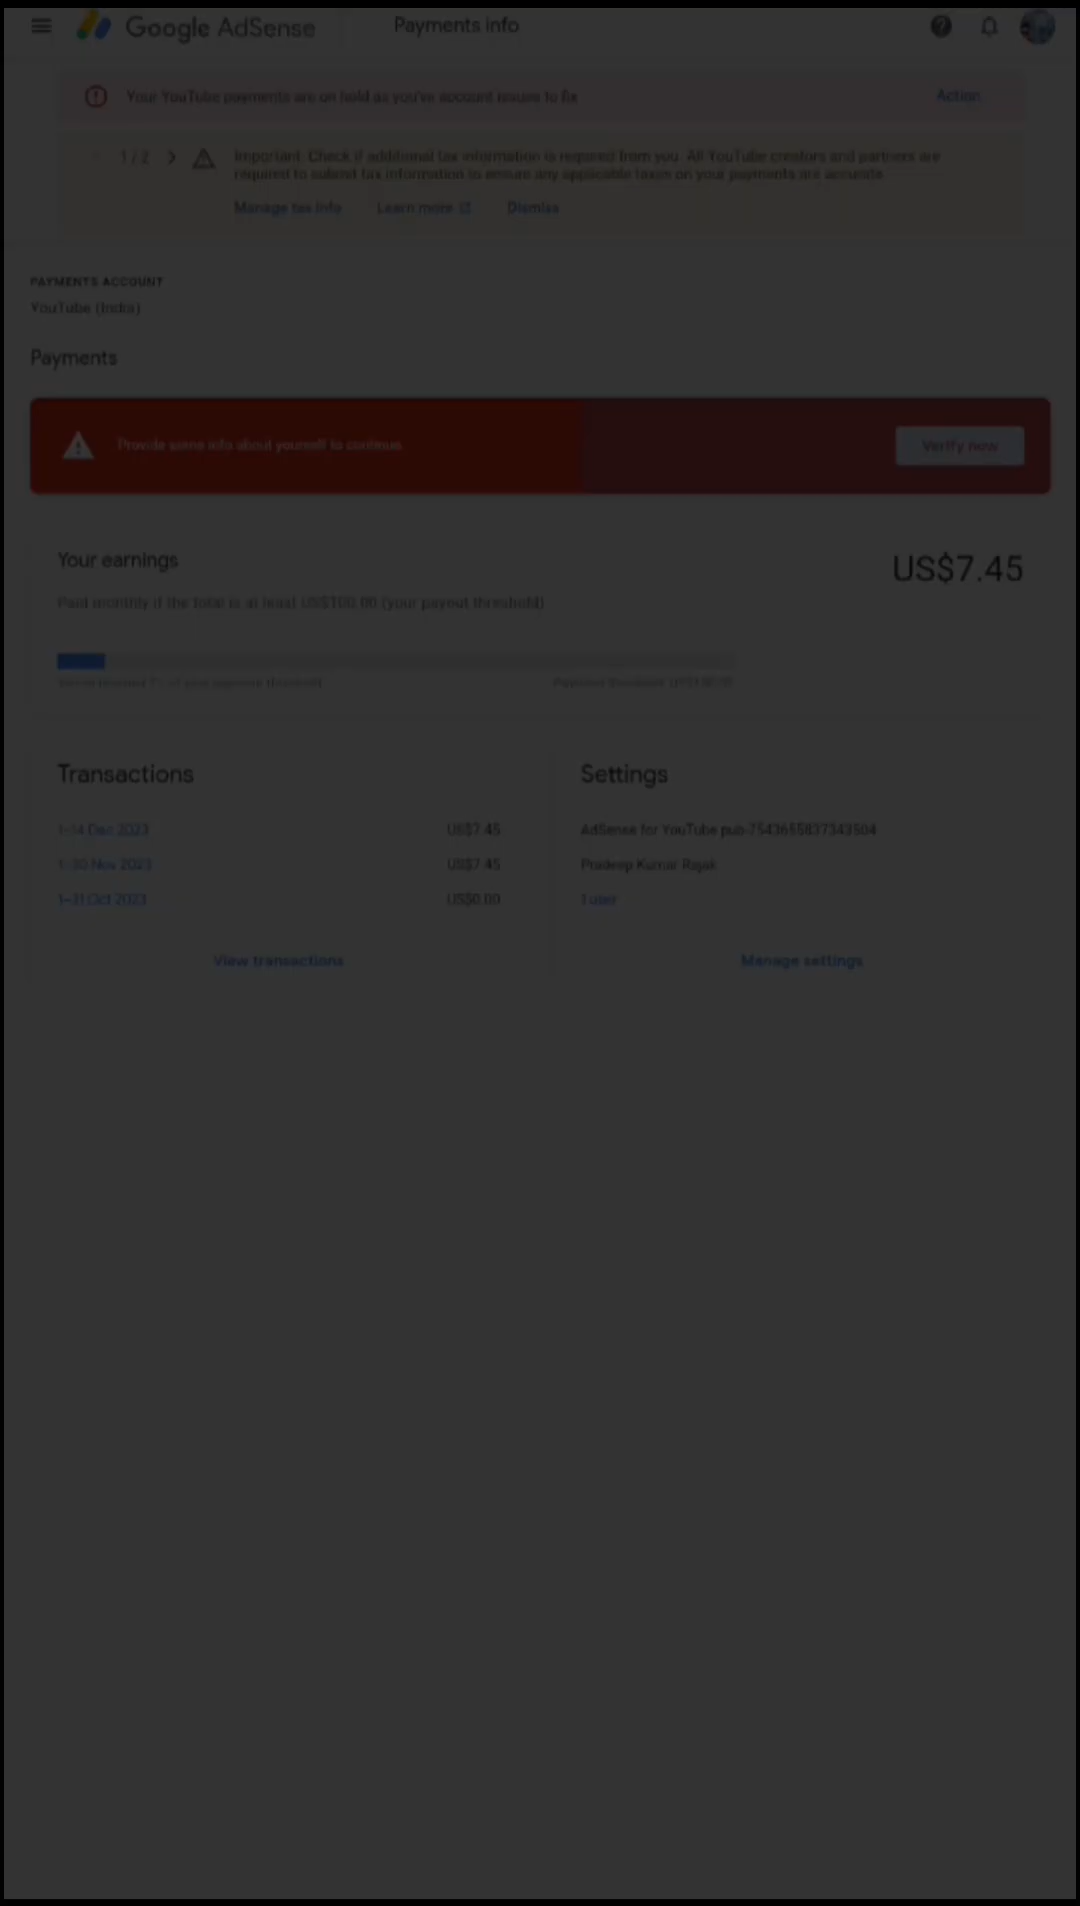 Google AdSense
Payments info
Your YouTube payments are on hold as you've account issues to fix
Action
1 / 2
Important: Check if additional tax information is required from you. All YouTube creators and partners are
required to submit tax information to ensure any applicable taxes on your payments are accurate.
Manage tax info
Learn more
Dismiss
PAYMENTS ACCOUNT
YouTube (India)
Payments
Provide some info about yourself to continue.
Verify now
Your earnings
US$7.45
Paid monthly if the total is at least US$100.00 (your payout threshold)
Transactions
1–14 Dec 2023 US$7.45
1–30 Nov 2023 US$7.45
1–31 Oct 2023 US$0.00
View transactions
Settings
AdSense for YouTube pub-7543655837343504
Pradeep Kumar Rajak
1 user
Manage settings